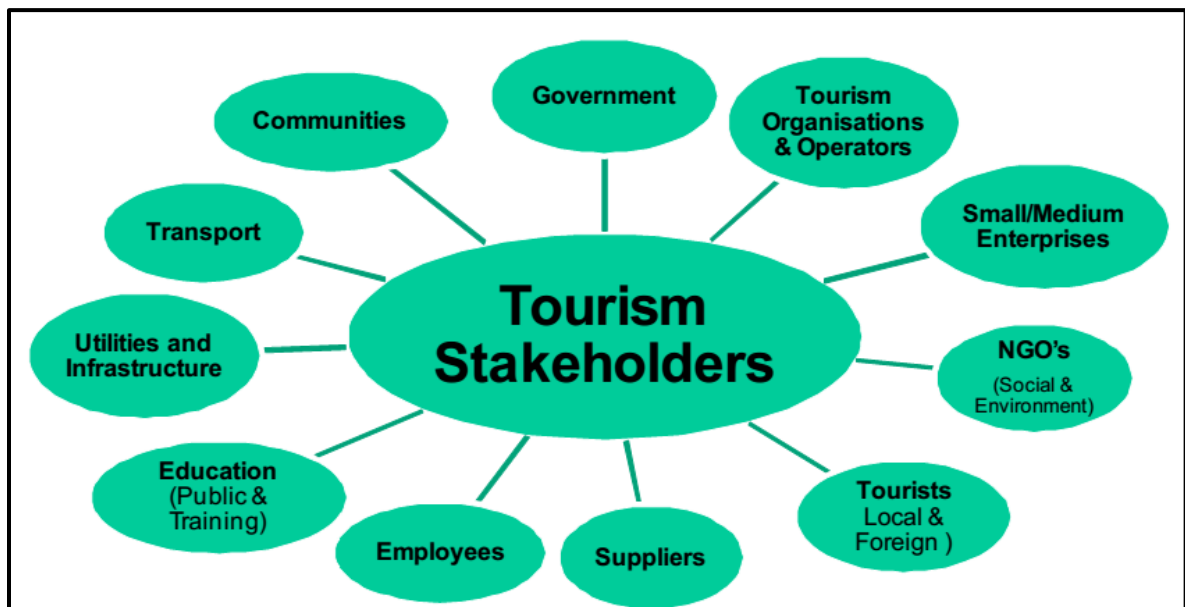 Government
Tourism
Organisations
& Operators
Communities
Small/Medium
Enterprises
Transport
Tourism
Stakeholders
Utilities and
Infrastructure
NGO's
(Social &
Environment)
Education
(Public &
Training)
Tourists
Local &
Foreign )
Employees
Suppliers